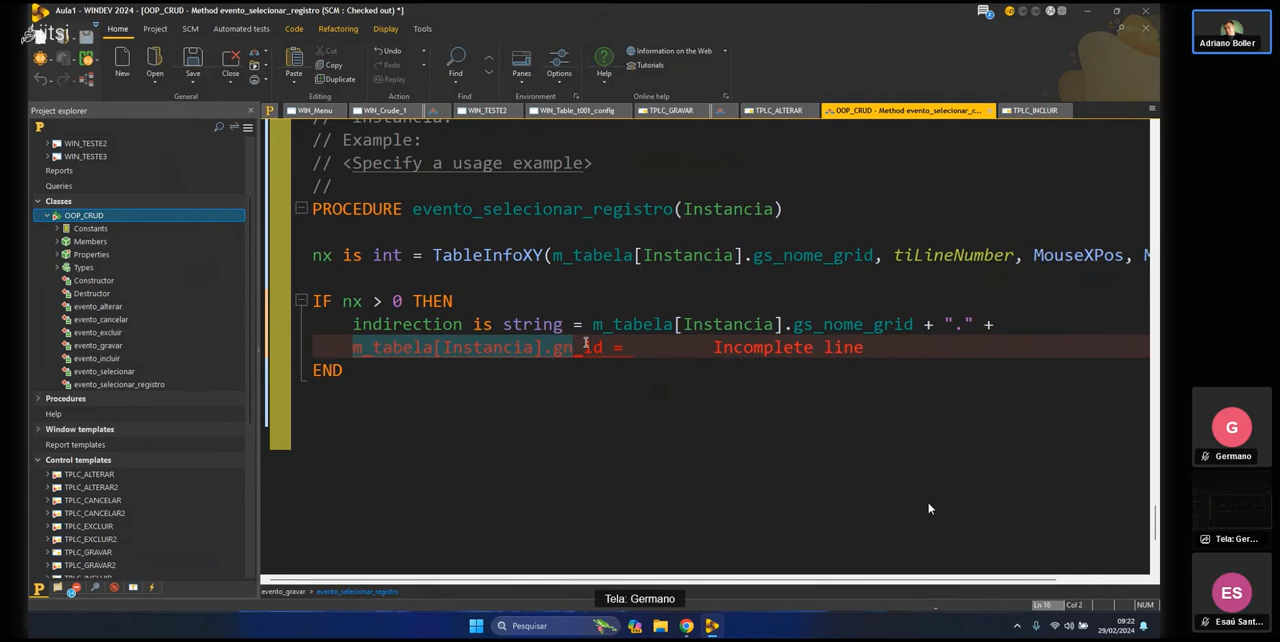 Aula1 - WINDEV 2024 - [OOP_CRUD - Method evento_selecionar_registro (SCM : Checked out) *]
Jitsi
Home Project SCM Automated tests Code Refactoring Display Tools
New Open Save Close
General
Paste
Cut
Copy
Duplicate
Editing
Undo
Redo
Replay
Action
Find
Find
Panes
Options
Environment
Help
Information on the Web
Tutorials
Online help
Project explorer
WIN_Menu WIN_Crude_1 WIN_TESTE2 WIN_Table_t001_config TPLC_GRAVAR TPLC_ALTERAR OOP_CRUD - Method evento_selecionar_r... TPLC_INCLUIR
WIN_TESTE2
WIN_TESTE3
Reports
Queries
Classes
OOP_CRUD
Constants
Members
Properties
Types
Constructor
Destructor
evento_alterar
evento_cancelar
evento_excluir
evento_gravar
evento_incluir
evento_selecionar
evento_selecionar_registro
Procedures
Help
Window templates
Report templates
Control templates
TPLC_ALTERAR
TPLC_ALTERAR2
TPLC_CANCELAR
TPLC_CANCELAR2
TPLC_EXCLUIR
TPLC_EXCLUIR2
TPLC_GRAVAR
TPLC_GRAVAR2
TPLC_INCLUIR
// Instancia:
// Example:
// <Specify a usage example>
//
PROCEDURE evento_selecionar_registro(Instancia)
nx is int = TableInfoXY(m_tabela[Instancia].gs_nome_grid, tiLineNumber, MouseXPos, M
IF nx > 0 THEN
indirection is string = m_tabela[Instancia].gs_nome_grid + "." +
m_tabela[Instancia].gn_id = Incomplete line
END
evento_gravar > evento_selecionar_registro
Ln 16 Col 2 NUM
Tela: Germano
Pesquisar
09:22
29/02/2024
Adriano Boller
G
Germano
Tela: Ger...
ES
Esaú Sant...